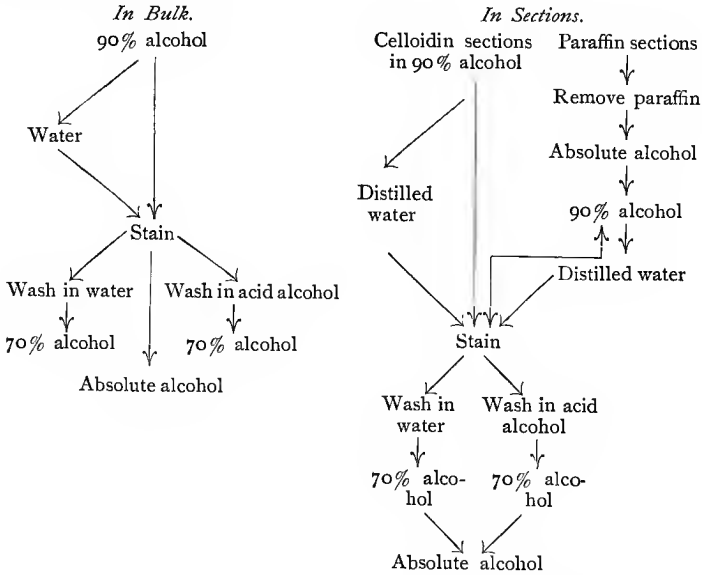 In Bulk.
90% alcohol
Water
Stain
Wash in water
Wash in acid alcohol
70% alcohol
70% alcohol
Absolute alcohol
In Sections.
Celloidin sections
in 90% alcohol
Paraffin sections
Remove paraffin
Absolute alcohol
90% alcohol
Distilled
water
Distilled water
Stain
Wash in
water
Wash in acid
alcohol
70% alco-
hol
70% alco-
hol
Absolute alcohol